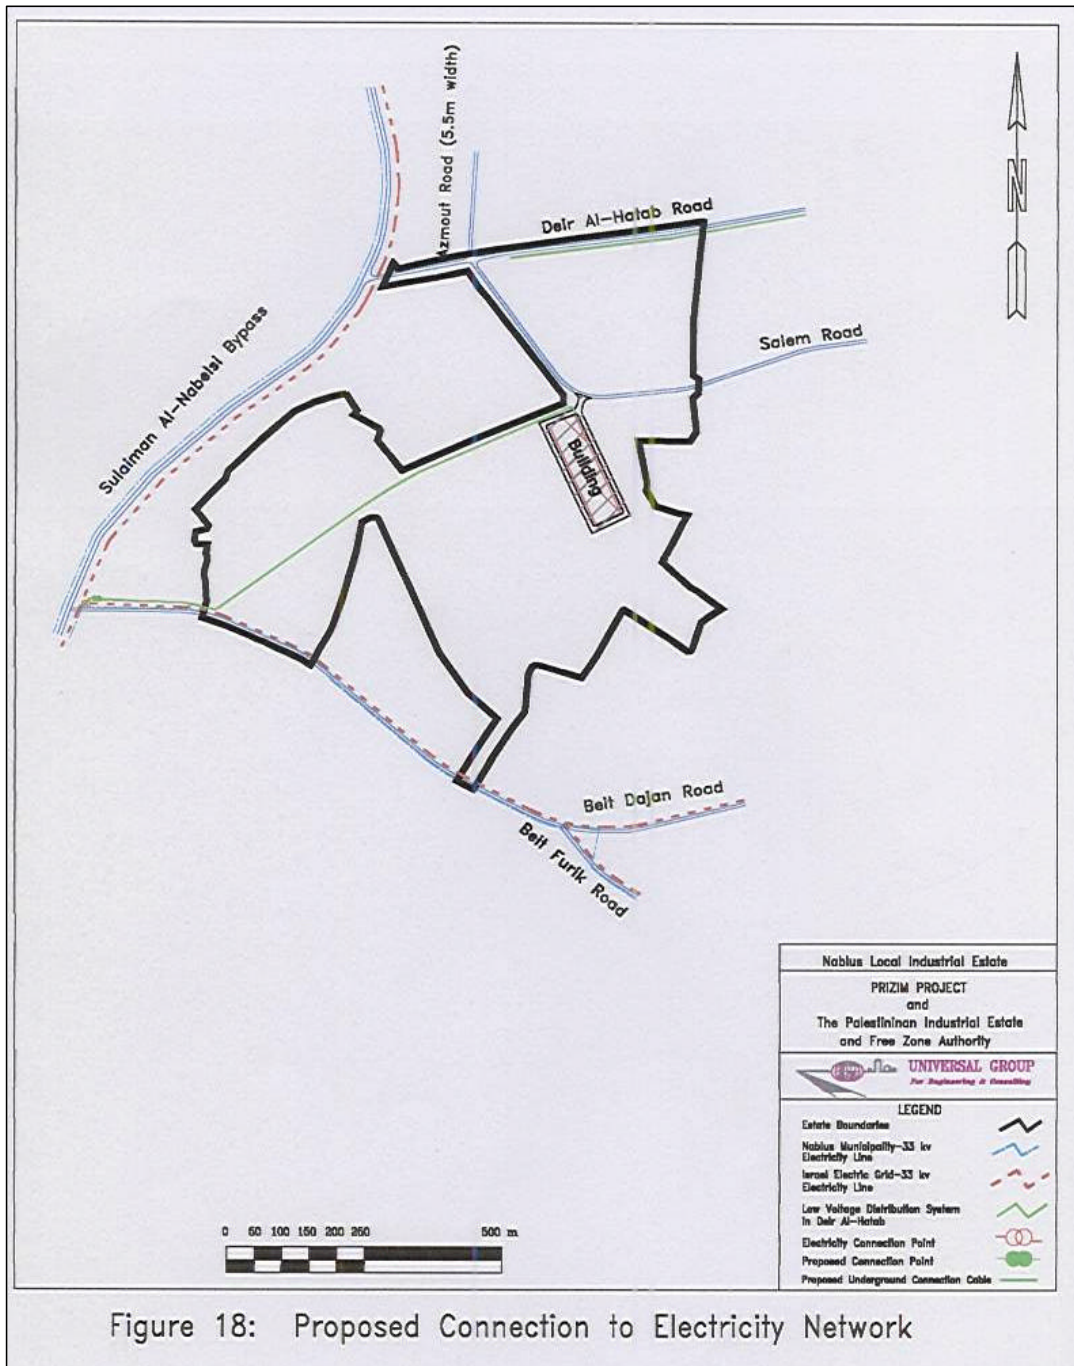 Azmout Road (5.5m width)
Deir Al-Hatab Road
Salem Road
Sulaiman Al-Nabelsi Bypass
N
Building
Beit Dajan Road
Beit Furik Road
Nablus Local Industrial Estate
PRIZIM PROJECT
and
The Palestininan Industrial Estate
and Free Zone Authority
UNIVERSAL GROUP
For Engineering & Consulting
LEGEND
Estate Boundaries
Nablus Municipality-33 kv
Electricity Line
Israel Electric Grid-33 kv
Electricity Line
Low Voltage Distribution System
in Deir Al-Hatab
Electricity Connection Point
Proposed Connection Point
Proposed Underground Connection Cable
0 50 100 150 200 250 500 m
Figure 18: Proposed Connection to Electricity Network